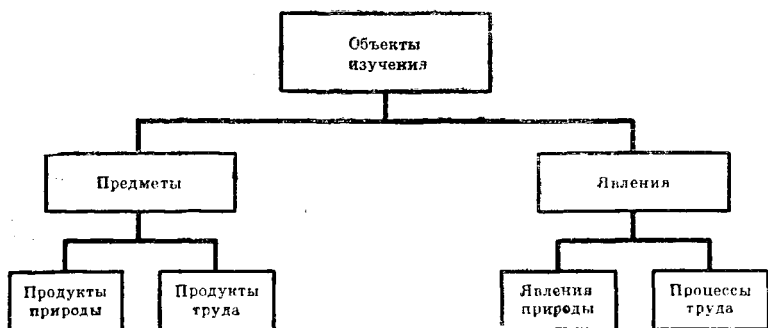 Объекты
изучения
Предметы
Явления
Продукты
природы
Продукты
труда
Явления
природы
Процессы
труда